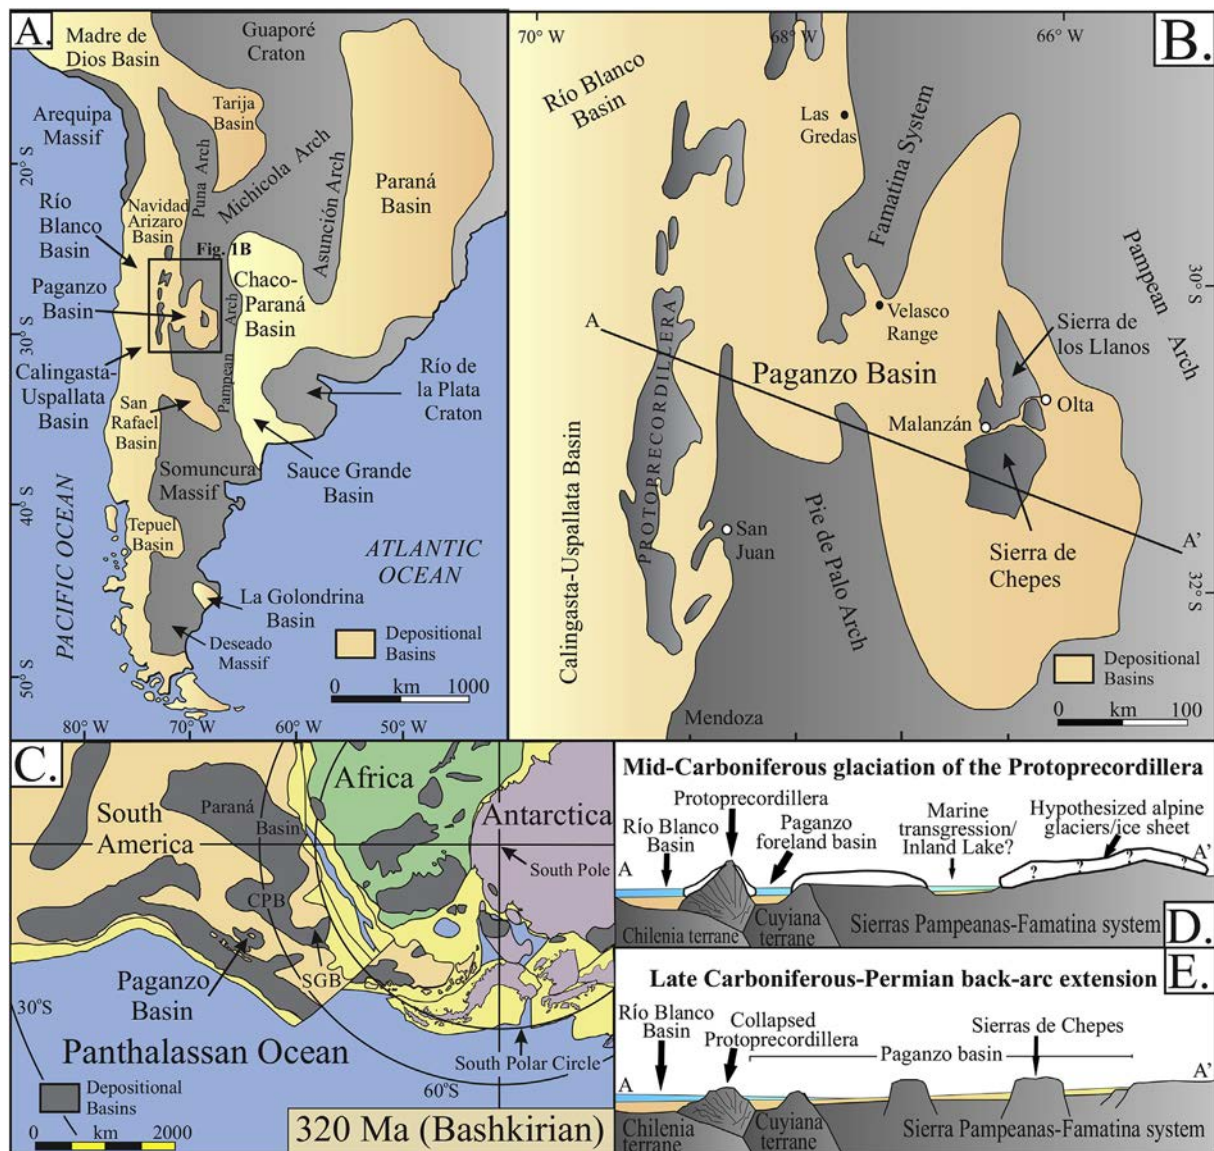 A.
Madre de
Dios Basin
Guaporé
Craton
Arequipa
Massif
Tarija
Basin
Puna Arch
Michicola Arch
Asunción Arch
Paraná
Basin
20° S
Río
Blanco
Basin
Navidad
Arizaro
Basin
Fig. 1B
Paganzo
Basin
Chaco-
Paraná
Basin
Pampean Arch
30° S
Calingasta-
Uspallata
Basin
San
Rafael
Basin
Río de
la Plata
Craton
Somuncura
Massif
Sauce Grande
Basin
40° S
Tepuel
Basin
PACIFIC OCEAN
ATLANTIC
OCEAN
La Golondrina
Basin
Deseado
Massif
Depositional
Basins
0 km 1000
50° S
80° W 70° W 60° W 50° W
B.
70° W 68° W 66° W
Río Blanco
Basin
Las
Gredas
Famatina System
Pampean Arch
30° S
Velasco
Range
Sierra de
los Llanos
A
PROTOPRECORDILLERA
Paganzo Basin
Malanzán
Olta
Calingasta-Uspallata Basin
San
Juan
Pie de Palo Arch
Sierra de
Chepes
A'
32° S
Mendoza
Depositional
Basins
0 km 100
C.
South
America
Africa
Antarctica
Paraná
Basin
South Pole
CPB
SGB
Paganzo
Basin
30°S
Panthalassan Ocean
South Polar Circle
60°S
Depositional
Basins
0 km 2000
320 Ma (Bashkirian)
Mid-Carboniferous glaciation of the Protoprecordillera
Protoprecordillera
Río Blanco
Basin
Paganzo
foreland basin
Marine
transgression/
Inland Lake?
Hypothesized alpine
glaciers/ice sheet
A
A'
? ? ? ?
Chilenia terrane
Cuyiana
terrane
Sierras Pampeanas-Famatina system
D.
E.
Late Carboniferous-Permian back-arc extension
Río Blanco
Basin
Collapsed
Protoprecordillera
Sierras de Chepes
Paganzo basin
A
A'
Chilenia
terrane
Cuyiana
terrane
Sierra Pampeanas-Famatina system